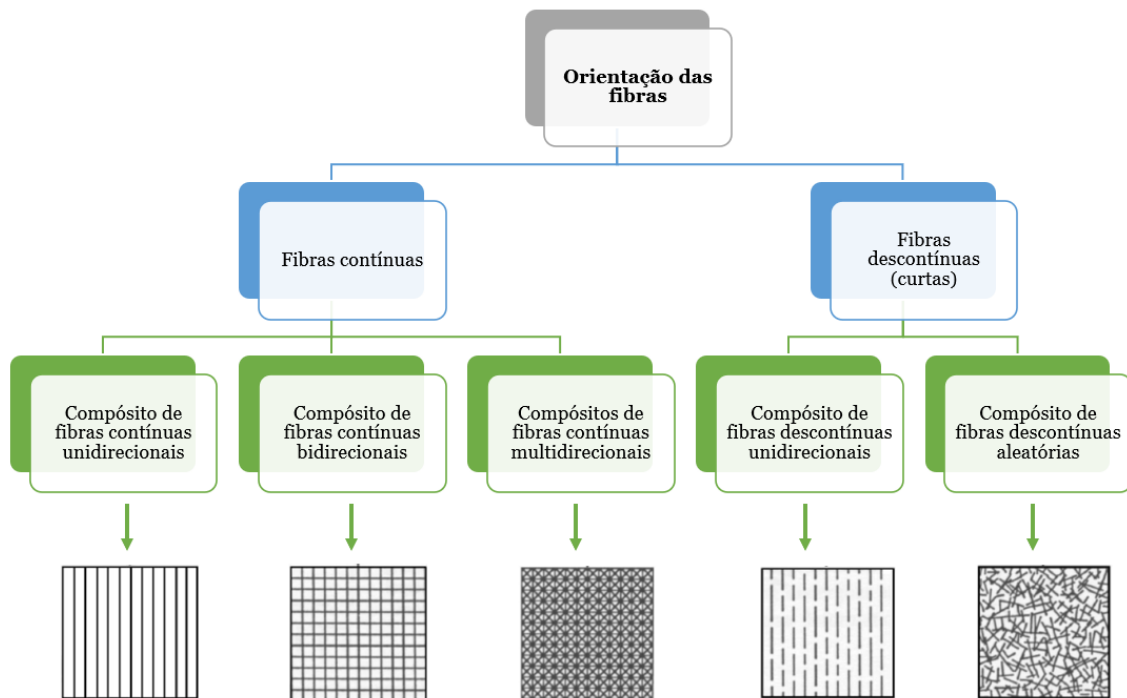 Orientação das
fibras
Fibras contínuas
Fibras
descontínuas
(curtas)
Compósito de
fibras contínuas
unidirecionais
Compósito de
fibras contínuas
bidirecionais
Compósitos de
fibras contínuas
multidirecionais
Compósito de
fibras descontínuas
unidirecionais
Compósito de
fibras descontínuas
aleatórias